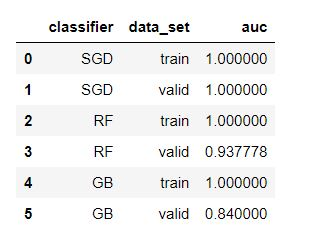 classifier data_set auc
0 SGD train 1.000000
1 SGD valid 1.000000
2 RF train 1.000000
3 RF valid 0.937778
4 GB train 1.000000
5 GB valid 0.840000